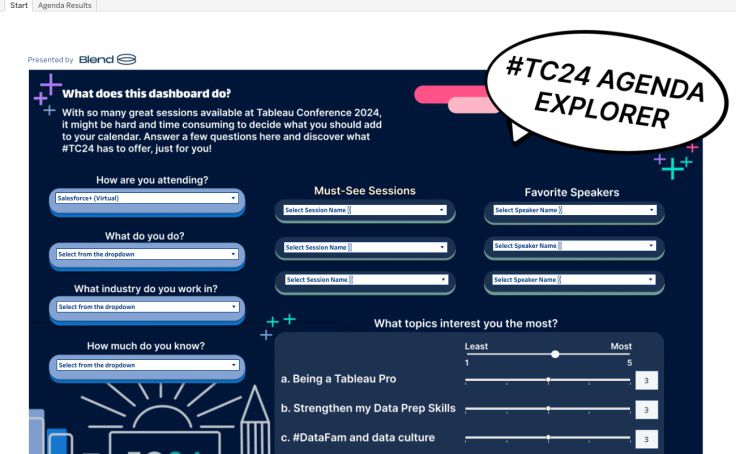 Start Agenda Results
Presented by Blend
#TC24 AGENDA
EXPLORER
What does this dashboard do?
With so many great sessions available at Tableau Conference 2024,
it might be hard and time consuming to decide what you should add
to your calendar. Answer a few questions here and discover what
#TC24 has to offer, just for you!
How are you attending?
Salesforce+ (Virtual)
What do you do?
Select from the dropdown
What industry do you work in?
Select from the dropdown
How much do you know?
Select from the dropdown
Must-See Sessions
Select Session Name
Select Session Name
Select Session Name
Favorite Speakers
Select Speaker Name
Select Speaker Name
Select Speaker Name
What topics interest you the most?
Least Most
1 5
a. Being a Tableau Pro 3
b. Strengthen my Data Prep Skills 3
c. #DataFam and data culture 3